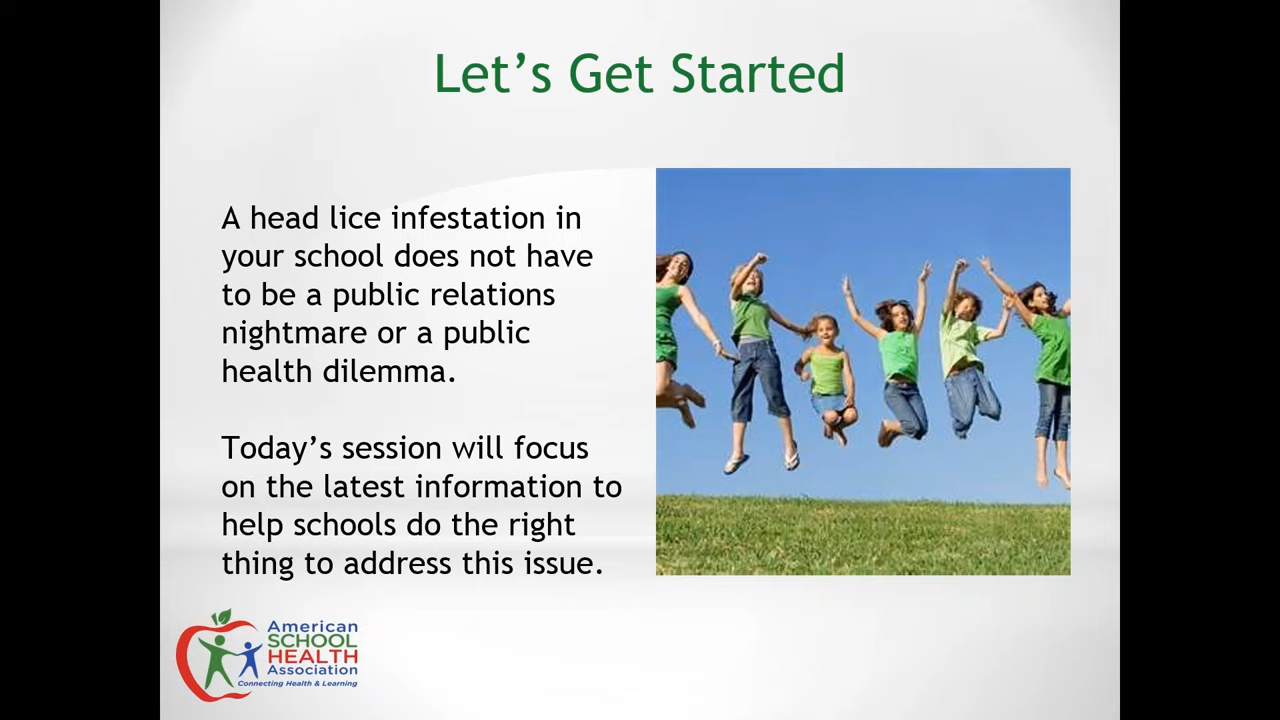 Let's Get Started
A head lice infestation in
your school does not have
to be a public relations
nightmare or a public
health dilemma.
Today's session will focus
on the latest information to
help schools do the right
thing to address this issue.
American
SCHOOL
HEALTH
Association
Connecting Health & Learning